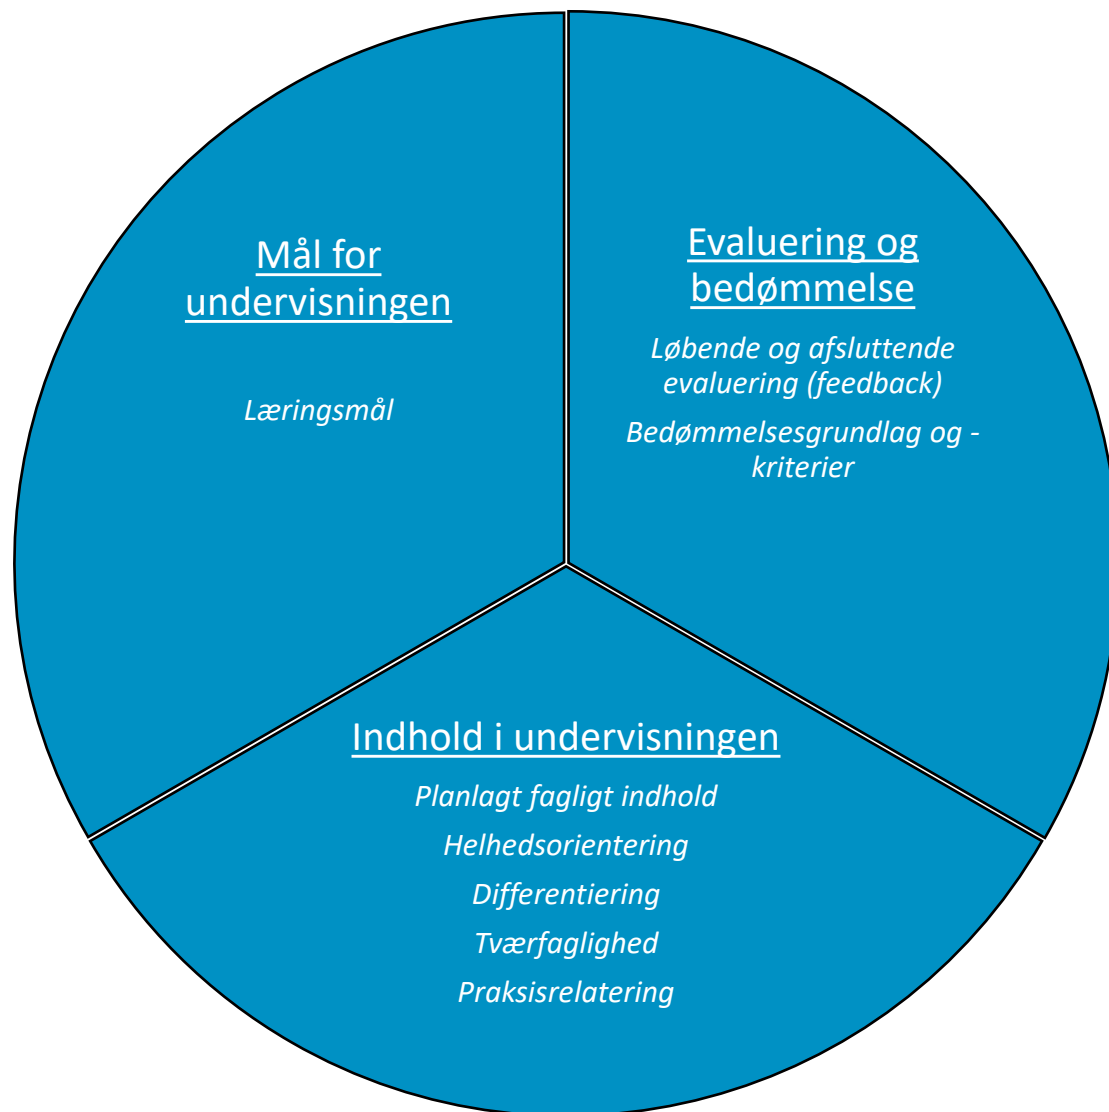 Mål for
undervisningen
Læringsmål
Evaluering og
bedømmelse
Løbende og afsluttende
evaluering (feedback)
Bedømmelsesgrundlag og -
kriterier
Indhold i undervisningen
Planlagt fagligt indhold
Helhedsorientering
Differentiering
Tværfaglighed
Praksisrelatering